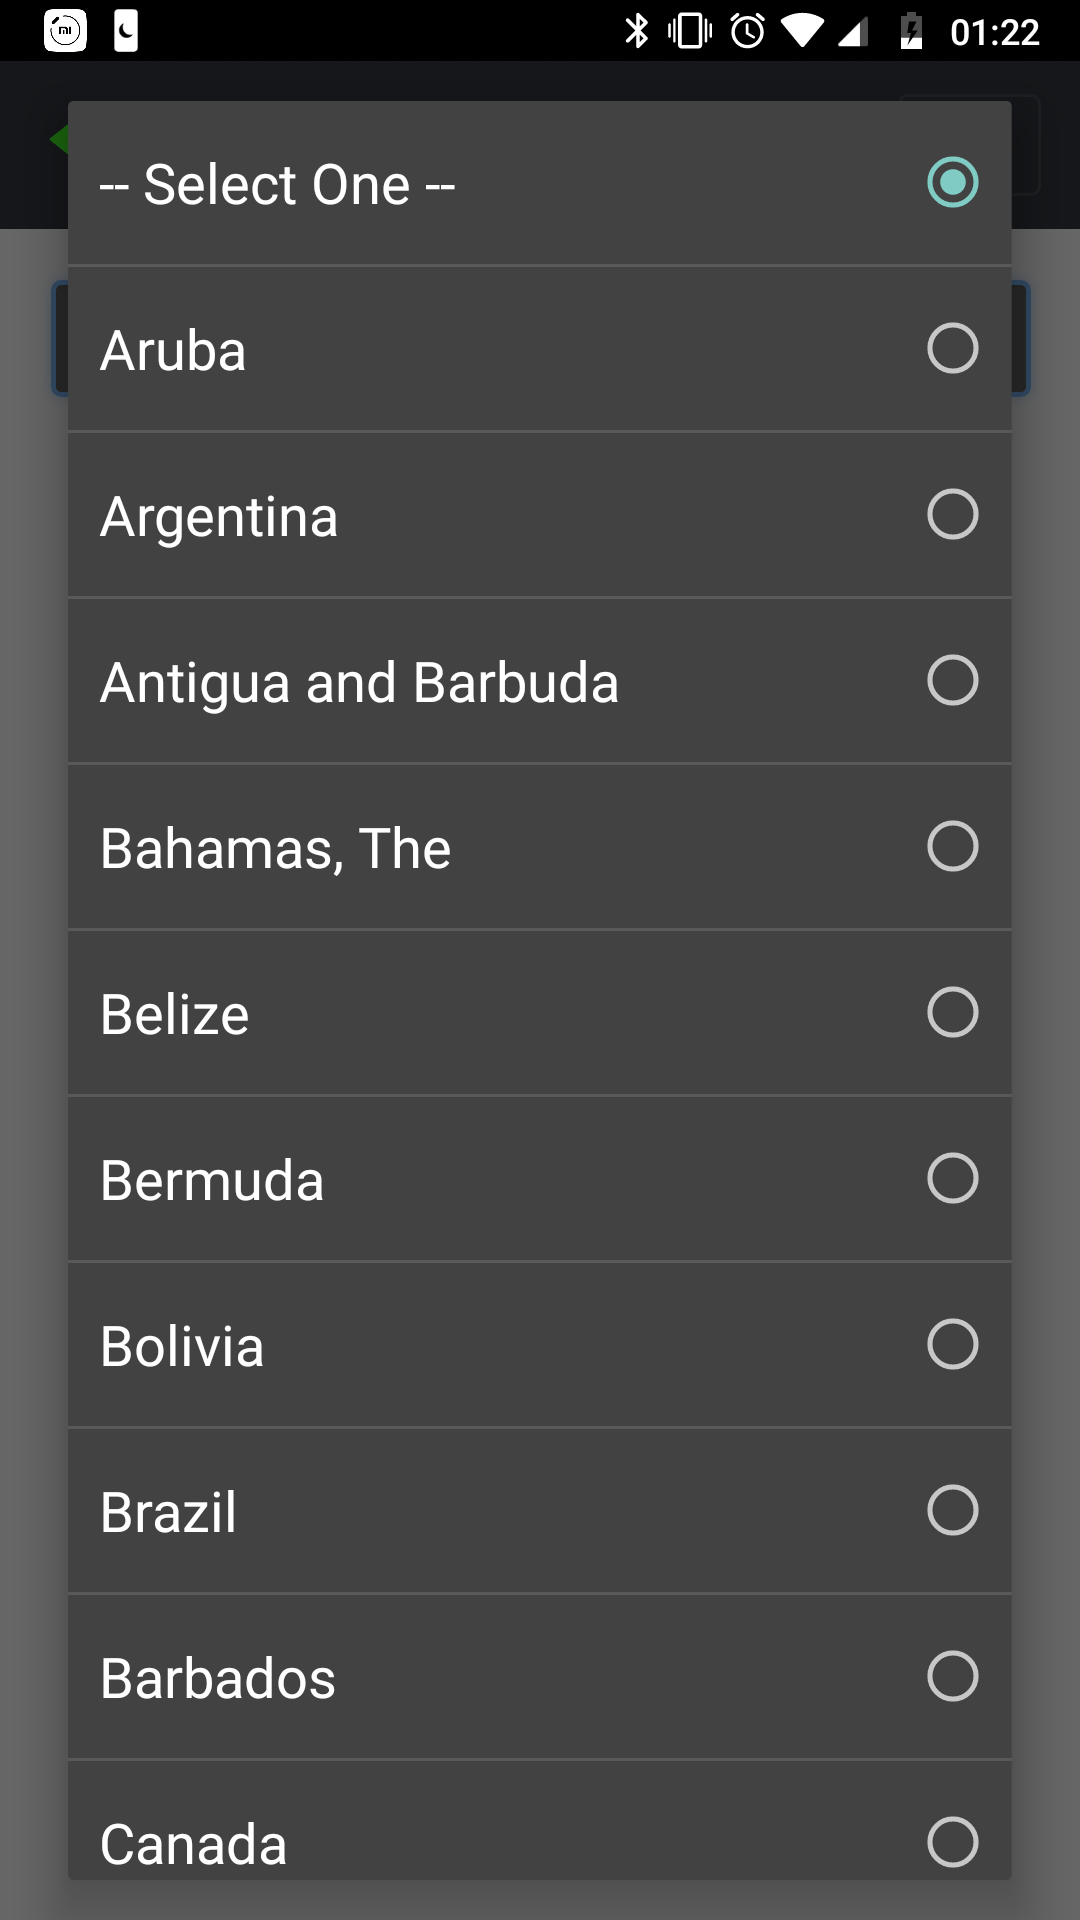 01:22
-- Select One --
Aruba
Argentina
Antigua and Barbuda
Bahamas, The
Belize
Bermuda
Bolivia
Brazil
Barbados
Canada